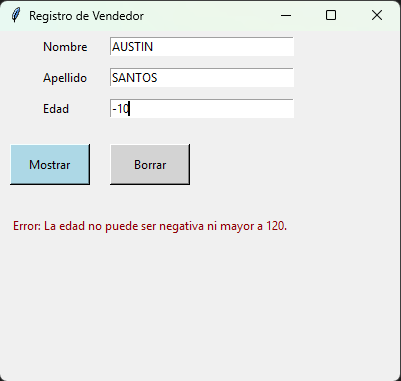 Registro de Vendedor
Nombre AUSTIN
Apellido SANTOS
Edad -10
Mostrar Borrar
Error: La edad no puede ser negativa ni mayor a 120.